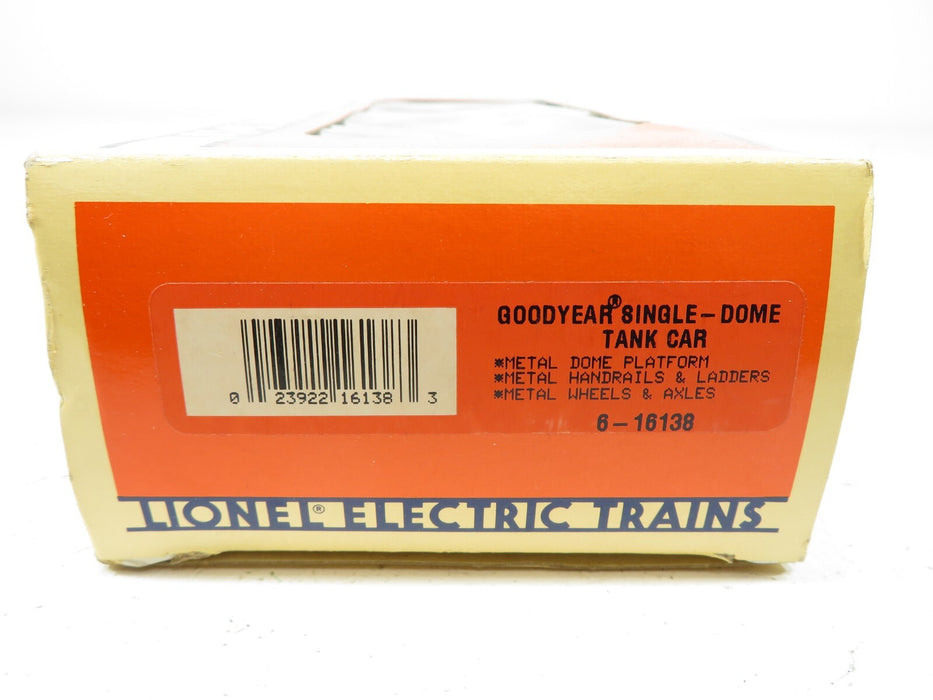 GOODYEAR® SINGLE-DOME
TANK CAR
*METAL DOME PLATFORM
*METAL HANDRAILS & LADDERS
*METAL WHEELS & AXLES
6-16138
0 23922 16138 3
LIONEL® ELECTRIC TRAINS